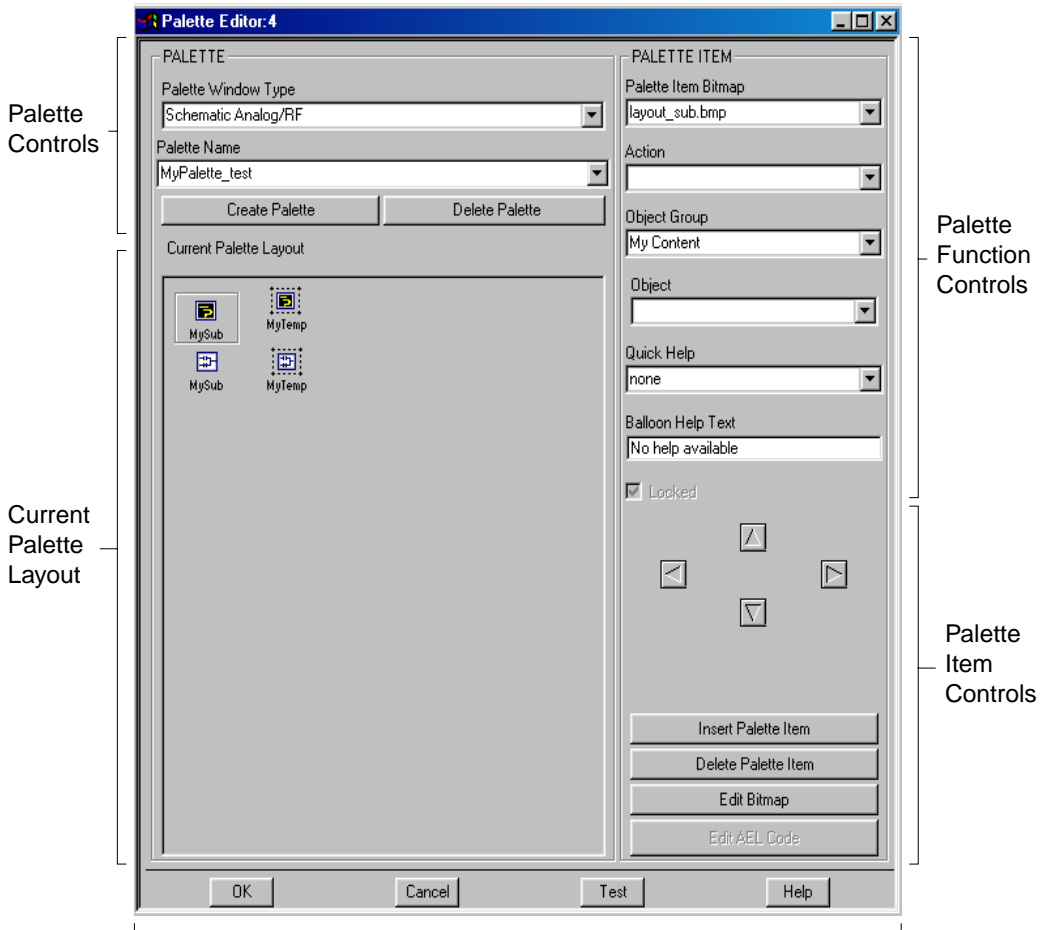 Palette Editor:4
Palette
Controls
PALETTE
Palette Window Type
Schematic Analog/RF
Palette Name
MyPalette_test
Create Palette
Delete Palette
Current
Palette
Layout
Current Palette Layout
MySub
MyTemp
MySub
MyTemp
PALETTE ITEM
Palette Item Bitmap
layout_sub.bmp
Action
Object Group
My Content
Object
Quick Help
none
Balloon Help Text
No help available
Locked
Palette
Function
Controls
Insert Palette Item
Delete Palette Item
Edit Bitmap
Edit AEL Code
Palette
Item
Controls
OK
Cancel
Test
Help